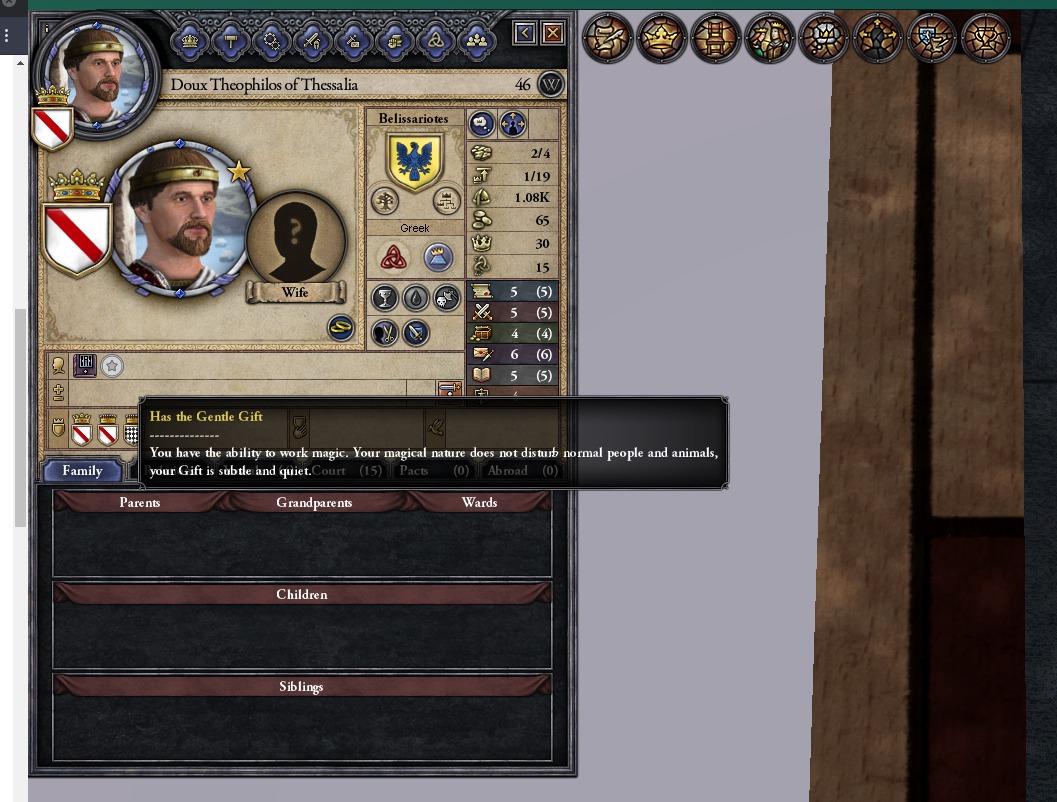 Doux Theophilos of Thessalia
46
W
Belissariotes
2/4
1/19
1.08K
65
Greek
30
15
Wife
5 (5)
5 (5)
4 (4)
6 (6)
5 (5)
Has the Gentle Gift
--------------
You have the ability to work magic. Your magical nature does not disturb normal people and animals,
your Gift is subtle and quiet.
Family
Court (15)
Pacts (0)
Abroad (0)
Parents
Grandparents
Wards
Children
Siblings